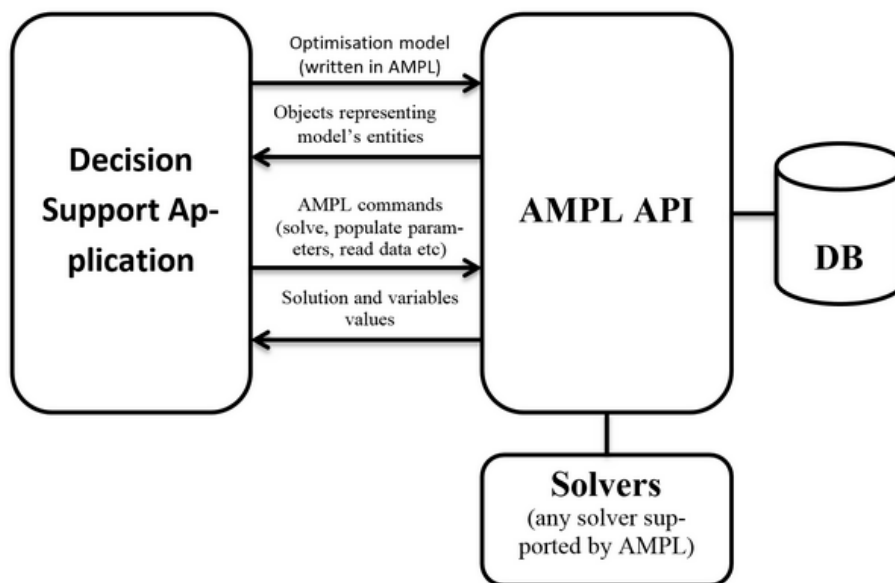 Optimisation model
(written in AMPL)
Objects representing
model's entities
Decision
Support Ap-
plication
AMPL commands
(solve, populate param-
eters, read data etc)
Solution and variables
values
AMPL API
DB
Solvers
(any solver sup-
ported by AMPL)